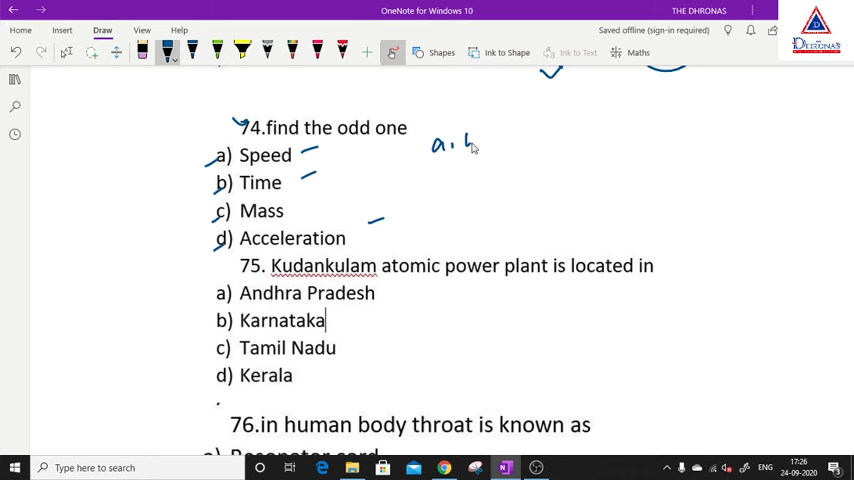 OneNote for Windows 10
THE DHRONAS
Home Insert Draw View Help
Saved offline (sign-in required)
Shapes Ink to Shape Ink to Text Maths
DHRONA'S
74.find the odd one
a) Speed
a,
b) Time
c) Mass
d) Acceleration
75. Kudankulam atomic power plant is located in
a) Andhra Pradesh
b) Karnataka
c) Tamil Nadu
d) Kerala
76.in human body throat is known as
Type here to search
ENG
17:26
24-09-2020